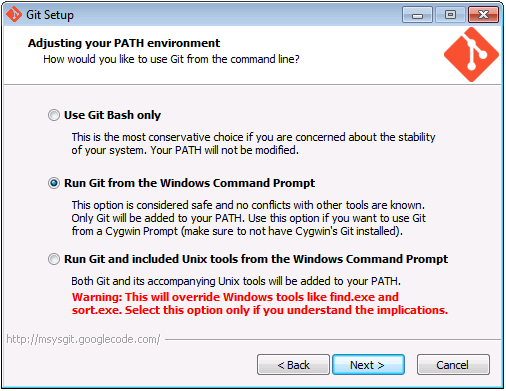 Git Setup
Adjusting your PATH environment
How would you like to use Git from the command line?
Use Git Bash only
This is the most conservative choice if you are concerned about the stability
of your system. Your PATH will not be modified.
Run Git from the Windows Command Prompt
This option is considered safe and no conflicts with other tools are known.
Only Git will be added to your PATH. Use this option if you want to use Git
from a Cygwin Prompt (make sure to not have Cygwin's Git installed).
Run Git and included Unix tools from the Windows Command Prompt
Both Git and its accompanying Unix tools will be added to your PATH.
Warning: This will override Windows tools like find.exe and
sort.exe. Select this option only if you understand the implications.
http://msysgit.googlecode.com/
< Back Next > Cancel